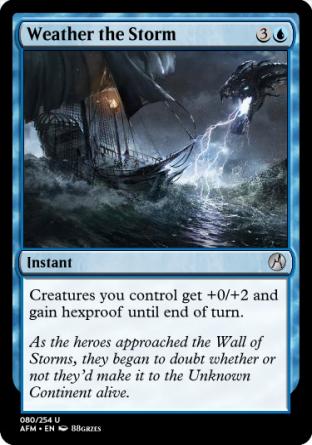 Weather the Storm 3
Instant
Creatures you control get +0/+2 and
gain hexproof until end of turn.
As the heroes approached the Wall of
Storms, they began to doubt whether or
not they'd make it to the Unknown
Continent alive.
080/254 U
AFM • EN 88GRZES